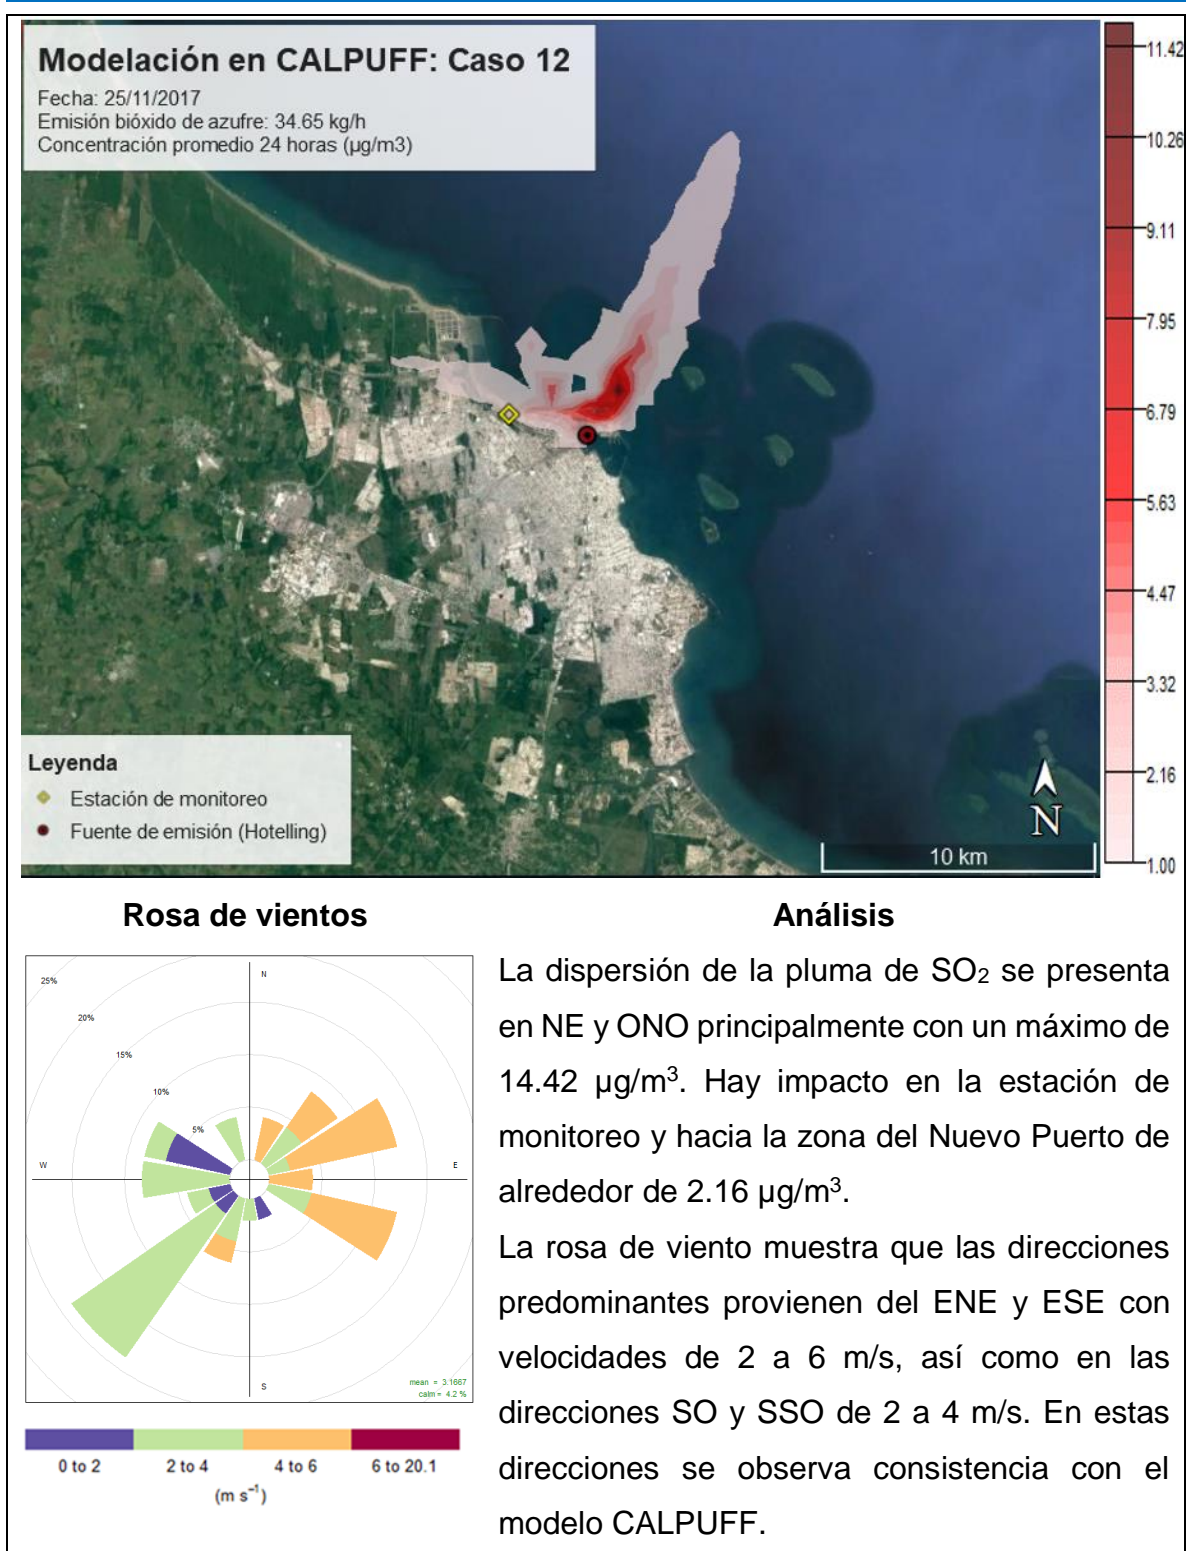 Modelación en CALPUFF: Caso 12
Fecha: 25/11/2017
Emisión bióxido de azufre: 34.65 kg/h
Concentración promedio 24 horas (µg/m3)
11.42
10.26
9.11
7.95
6.79
5.63
4.47
3.32
2.16
1.00
Leyenda
Estación de monitoreo
Fuente de emisión (Hotelling)
N
10 km
Rosa de vientos
25%
20%
15%
10%
5%
N
W
E
S
mean = 3.1667
calm = 4.2 %
0 to 2
2 to 4
4 to 6
6 to 20.1
(m s⁻¹)
Análisis
La dispersión de la pluma de SO₂ se presenta
en NE y ONO principalmente con un máximo de
14.42 µg/m³. Hay impacto en la estación de
monitoreo y hacia la zona del Nuevo Puerto de
alrededor de 2.16 µg/m³.
La rosa de viento muestra que las direcciones
predominantes provienen del ENE y ESE con
velocidades de 2 a 6 m/s, así como en las
direcciones SO y SSO de 2 a 4 m/s. En estas
direcciones se observa consistencia con el
modelo CALPUFF.